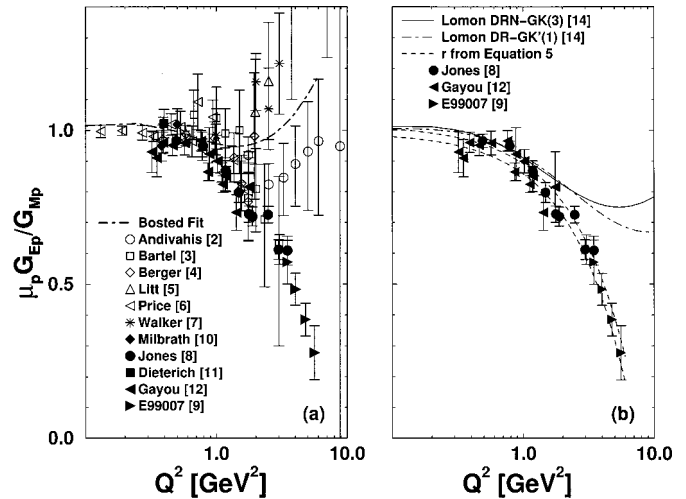 1.0
0.5
0.0
μpGEp/GMp
Bosted Fit
Andivahis [2]
Bartel [3]
Berger [4]
Litt [5]
Price [6]
Walker [7]
Milbrath [10]
Jones [8]
Dieterich [11]
Gayou [12]
E99007 [9]
(a)
1.0
10.0
Q² [GeV²]
Lomon DRN-GK(3) [14]
Lomon DR-GK'(1) [14]
r from Equation 5
Jones [8]
Gayou [12]
E99007 [9]
(b)
1.0
10.0
Q² [GeV²]